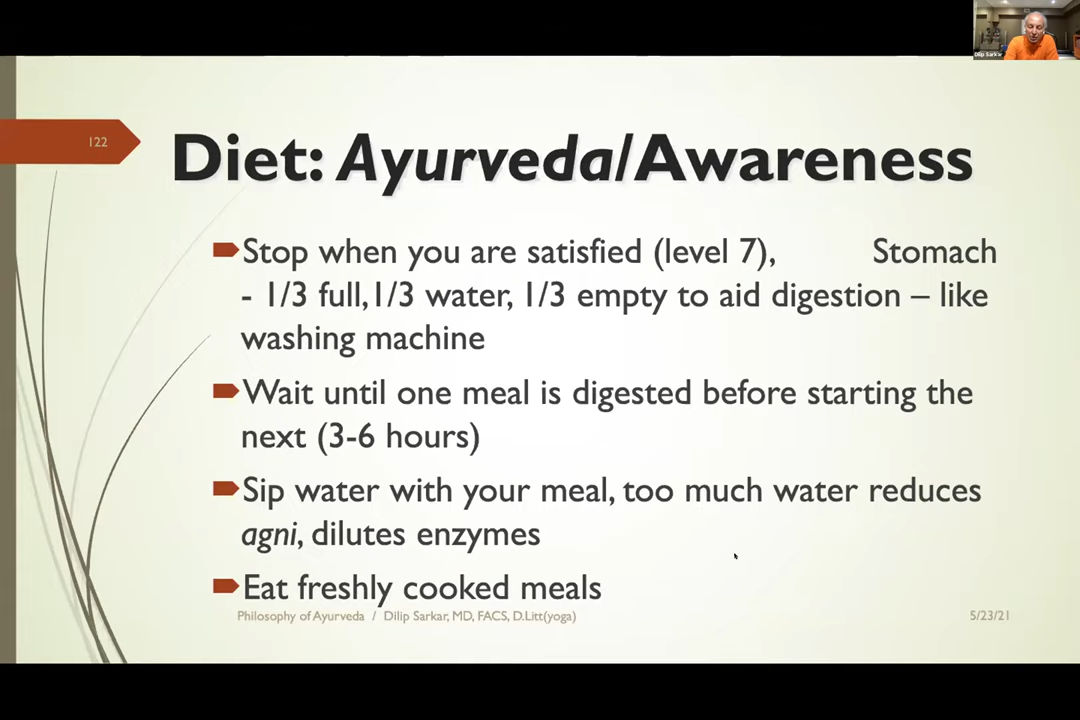 Dilip Sarkar
122
Diet: Ayurveda/Awareness
Stop when you are satisfied (level 7), Stomach
- 1/3 full,1/3 water, 1/3 empty to aid digestion – like
washing machine
Wait until one meal is digested before starting the
next (3-6 hours)
Sip water with your meal, too much water reduces
agni, dilutes enzymes
Eat freshly cooked meals
Philosophy of Ayurveda / Dilip Sarkar, MD, FACS, D.Litt(yoga)
5/23/21